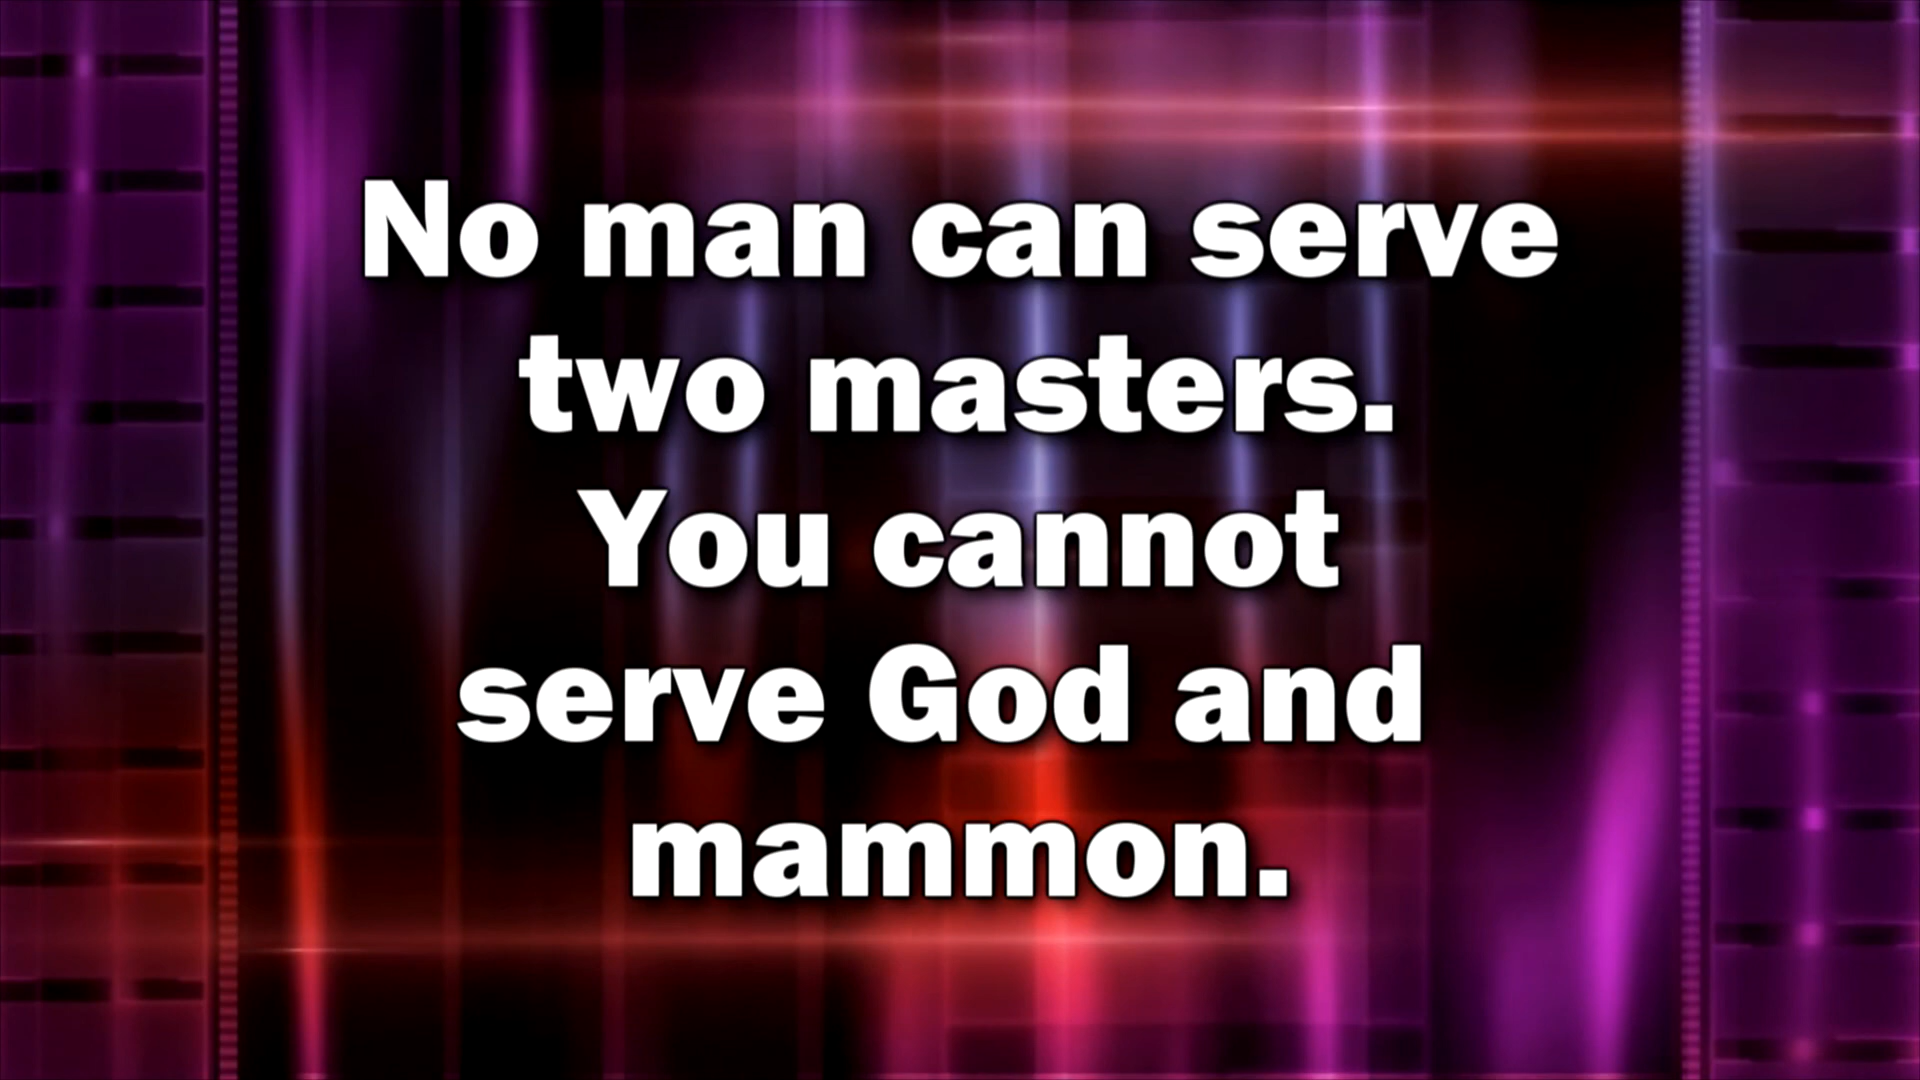 No man can serve
two masters.
You cannot
serve God and
mammon.